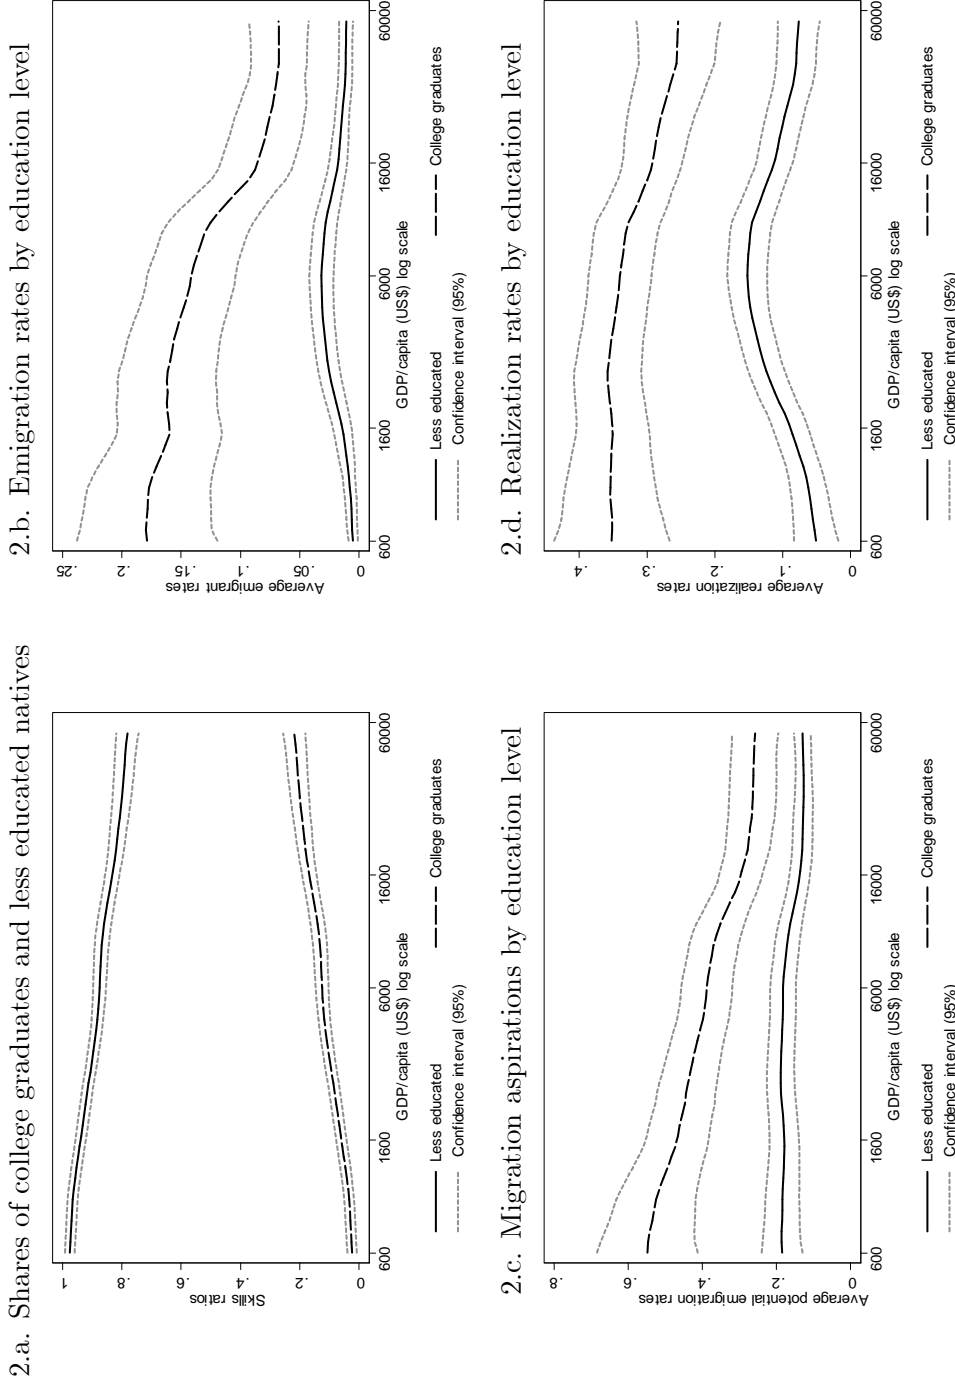 2.a. Shares of college graduates and less educated natives
Skills ratios
1
.8
.6
.4
.2
0
600
1600
6000
16000
60000
GDP/capita (US$) log scale
Less educated
College graduates
Confidence interval (95%)
2.b. Emigration rates by education level
Average emigrant rates
.25
.2
.15
.1
.05
0
600
1600
6000
16000
60000
GDP/capita (US$) log scale
Less educated
College graduates
Confidence interval (95%)
2.c. Migration aspirations by education level
Average potential emigration rates
.8
.6
.4
.2
0
600
1600
6000
16000
60000
GDP/capita (US$) log scale
Less educated
College graduates
Confidence interval (95%)
2.d. Realization rates by education level
Average realization rates
.4
.3
.2
.1
0
600
1600
6000
16000
60000
GDP/capita (US$) log scale
Less educated
College graduates
Confidence interval (95%)